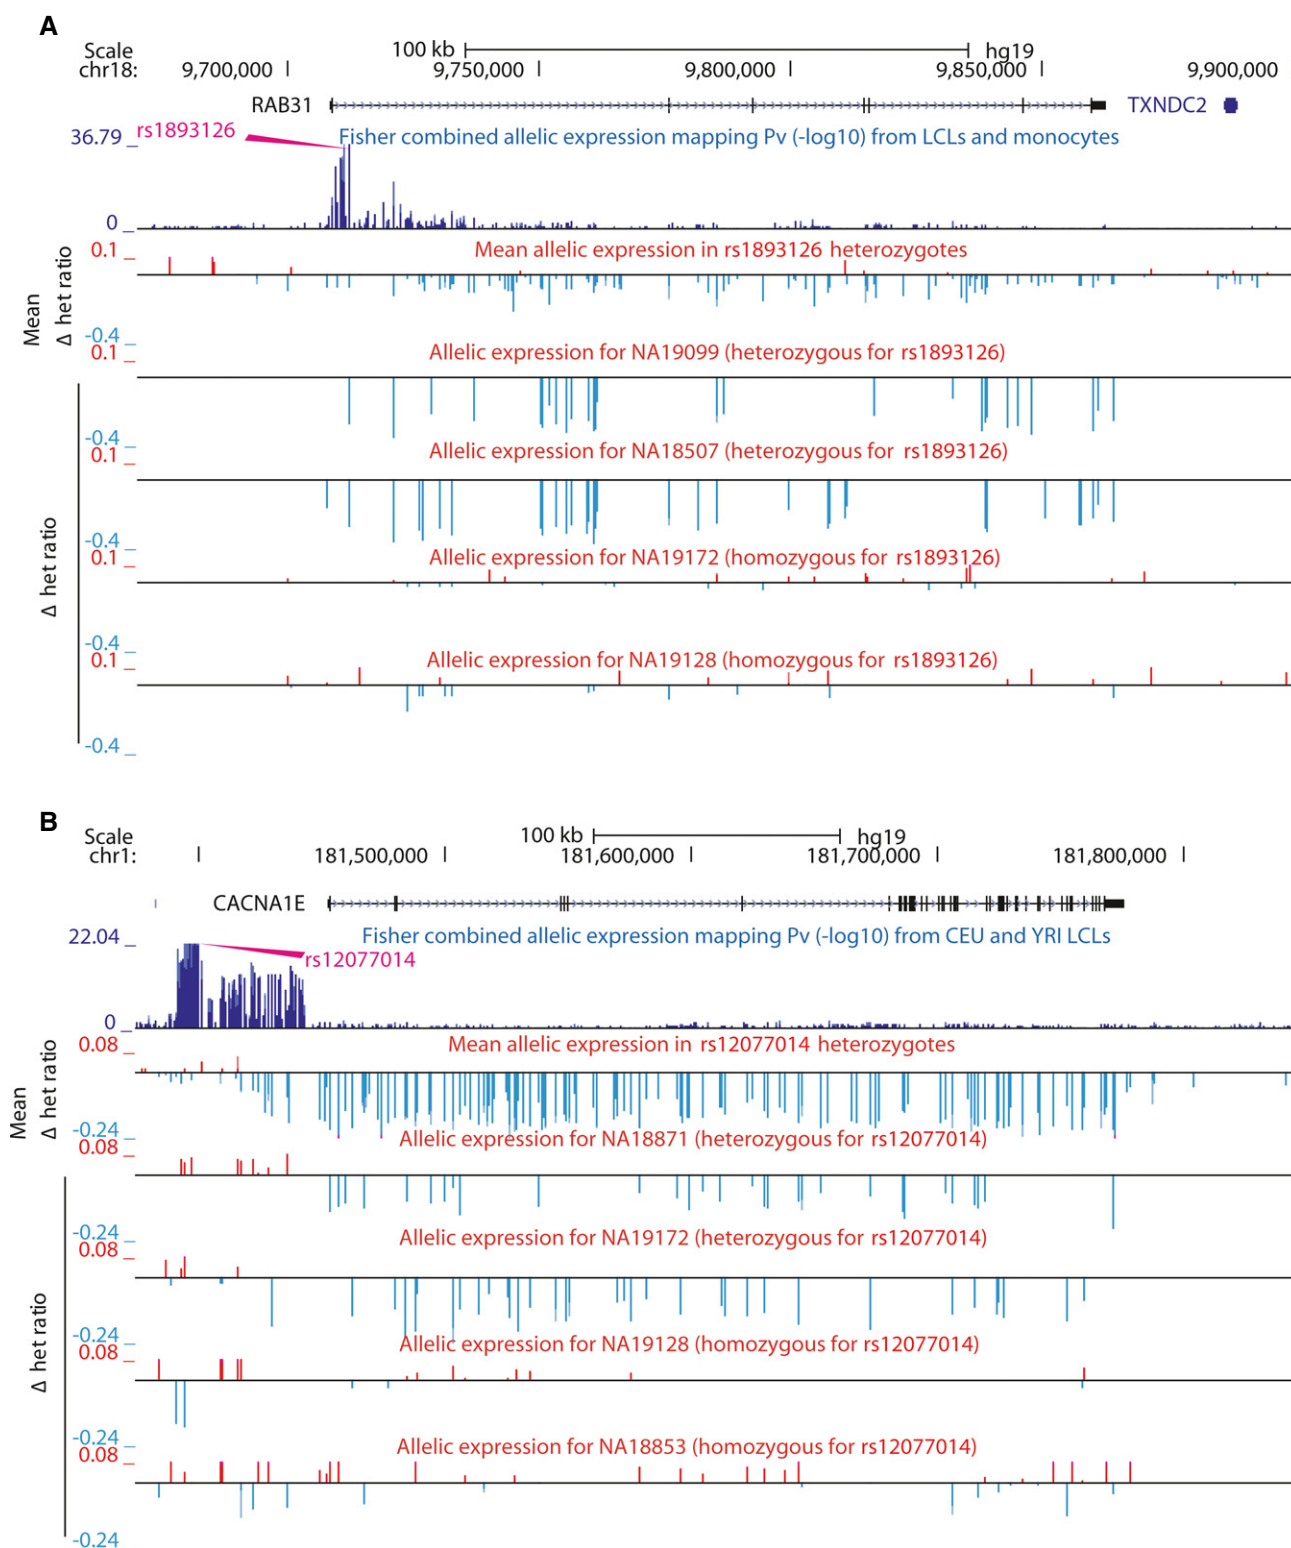 A
Scale 100 kb hg19
chr18: 9,700,000 9,750,000 9,800,000 9,850,000 9,900,000
RAB31 TXNDC2
36.79 rs1893126 Fisher combined allelic expression mapping Pv (-log10) from LCLs and monocytes
0
0.1 Mean allelic expression in rs1893126 heterozygotes
Mean
Δ het ratio
-0.4
0.1 Allelic expression for NA19099 (heterozygous for rs1893126)
-0.4
0.1 Allelic expression for NA18507 (heterozygous for rs1893126)
-0.4
0.1 Allelic expression for NA19172 (homozygous for rs1893126)
Δ het ratio
-0.4
0.1 Allelic expression for NA19128 (homozygous for rs1893126)
-0.4
B
Scale 100 kb hg19
chr1: 181,500,000 181,600,000 181,700,000 181,800,000
CACNA1E
22.04 Fisher combined allelic expression mapping Pv (-log10) from CEU and YRI LCLs
rs12077014
0
0.08 Mean allelic expression in rs12077014 heterozygotes
Mean
Δ het ratio
-0.24
0.08 Allelic expression for NA18871 (heterozygous for rs12077014)
-0.24
0.08 Allelic expression for NA19172 (heterozygous for rs12077014)
-0.24
0.08 Allelic expression for NA19128 (homozygous for rs12077014)
Δ het ratio
-0.24
0.08 Allelic expression for NA18853 (homozygous for rs12077014)
-0.24